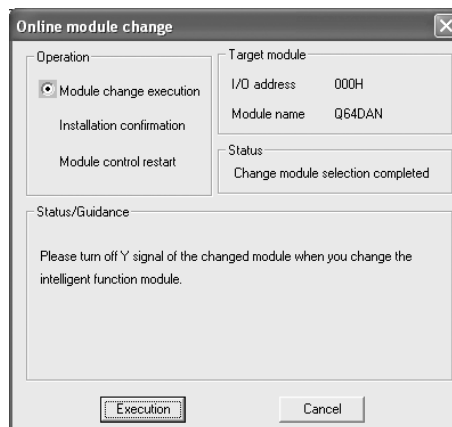 Online module change
Operation
Module change execution
Installation confirmation
Module control restart
Target module
I/O address 000H
Module name Q64DAN
Status
Change module selection completed
Status/Guidance
Please turn off Y signal of the changed module when you change the
intelligent function module.
Execution
Cancel